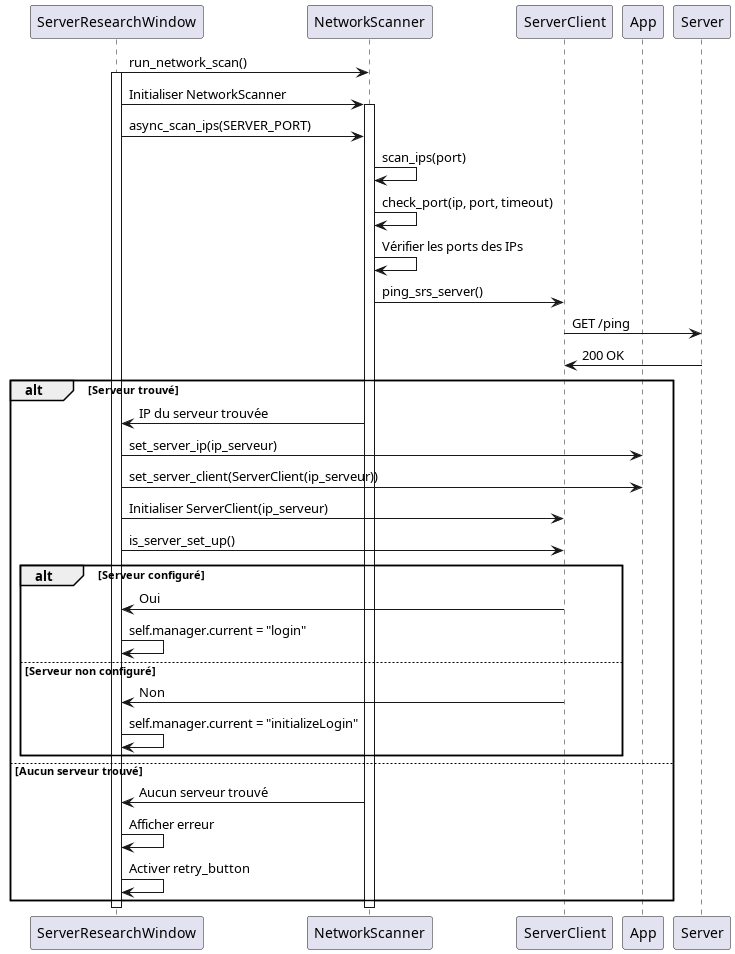 ServerResearchWindow NetworkScanner ServerClient App Server
run_network_scan()
Initialiser NetworkScanner
async_scan_ips(SERVER_PORT)
scan_ips(port)
check_port(ip, port, timeout)
Vérifier les ports des IPs
ping_srs_server()
GET /ping
200 OK
alt [Serveur trouvé]
IP du serveur trouvée
set_server_ip(ip_serveur)
set_server_client(ServerClient(ip_serveur))
Initialiser ServerClient(ip_serveur)
is_server_set_up()
alt [Serveur configuré]
Oui
self.manager.current = "login"
[Serveur non configuré]
Non
self.manager.current = "initializeLogin"
[Aucun serveur trouvé]
Aucun serveur trouvé
Afficher erreur
Activer retry_button
ServerResearchWindow NetworkScanner ServerClient App Server